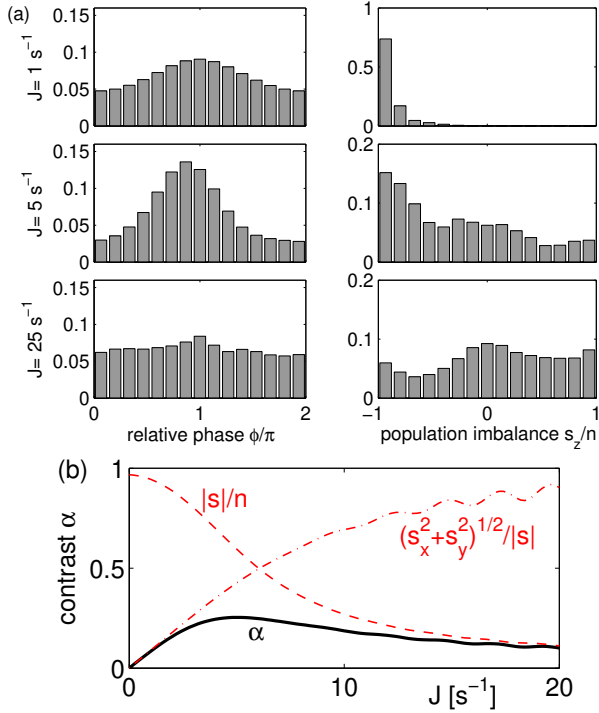 (a)
J= 1 s⁻¹
0.15
0.1
0.05
0
1
0.5
0
J= 5 s⁻¹
0.15
0.1
0.05
0
0.2
0.1
0
J= 25 s⁻¹
0.15
0.1
0.05
0
0 1 2
relative phase ϕ/π
0.2
0.1
0
−1 0 1
population imbalance s_z/n
(b)
contrast α
1
0.5
0
|s|/n
(s_x²+s_y²)^{1/2}/|s|
α
0 10 20
J [s⁻¹]